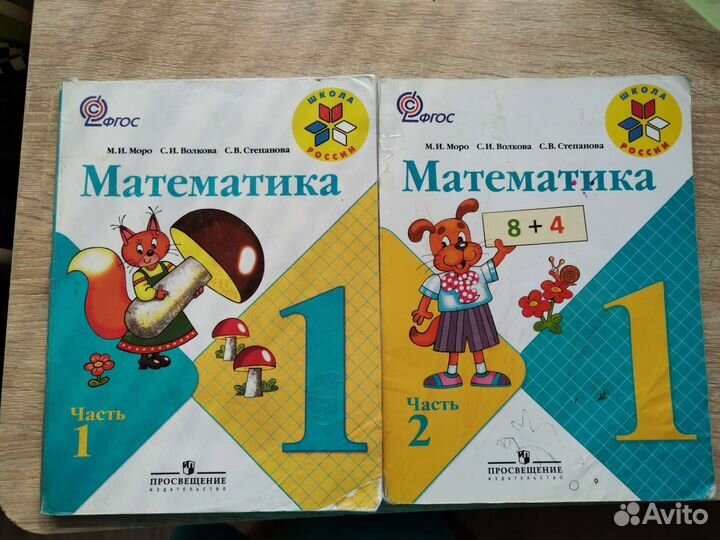 ФГОС
ШКОЛА
РОССИИ
М.И. Моро С.И. Волкова С.В. Степанова
Математика
1
Часть
1
ПРОСВЕЩЕНИЕ
ИЗДАТЕЛЬСТВО
ФГОС
ШКОЛА
РОССИИ
М.И. Моро С.И. Волкова С.В. Степанова
Математика
8 + 4
1
Часть
2
ПРОСВЕЩЕНИЕ
ИЗДАТЕЛЬСТВО
Avito